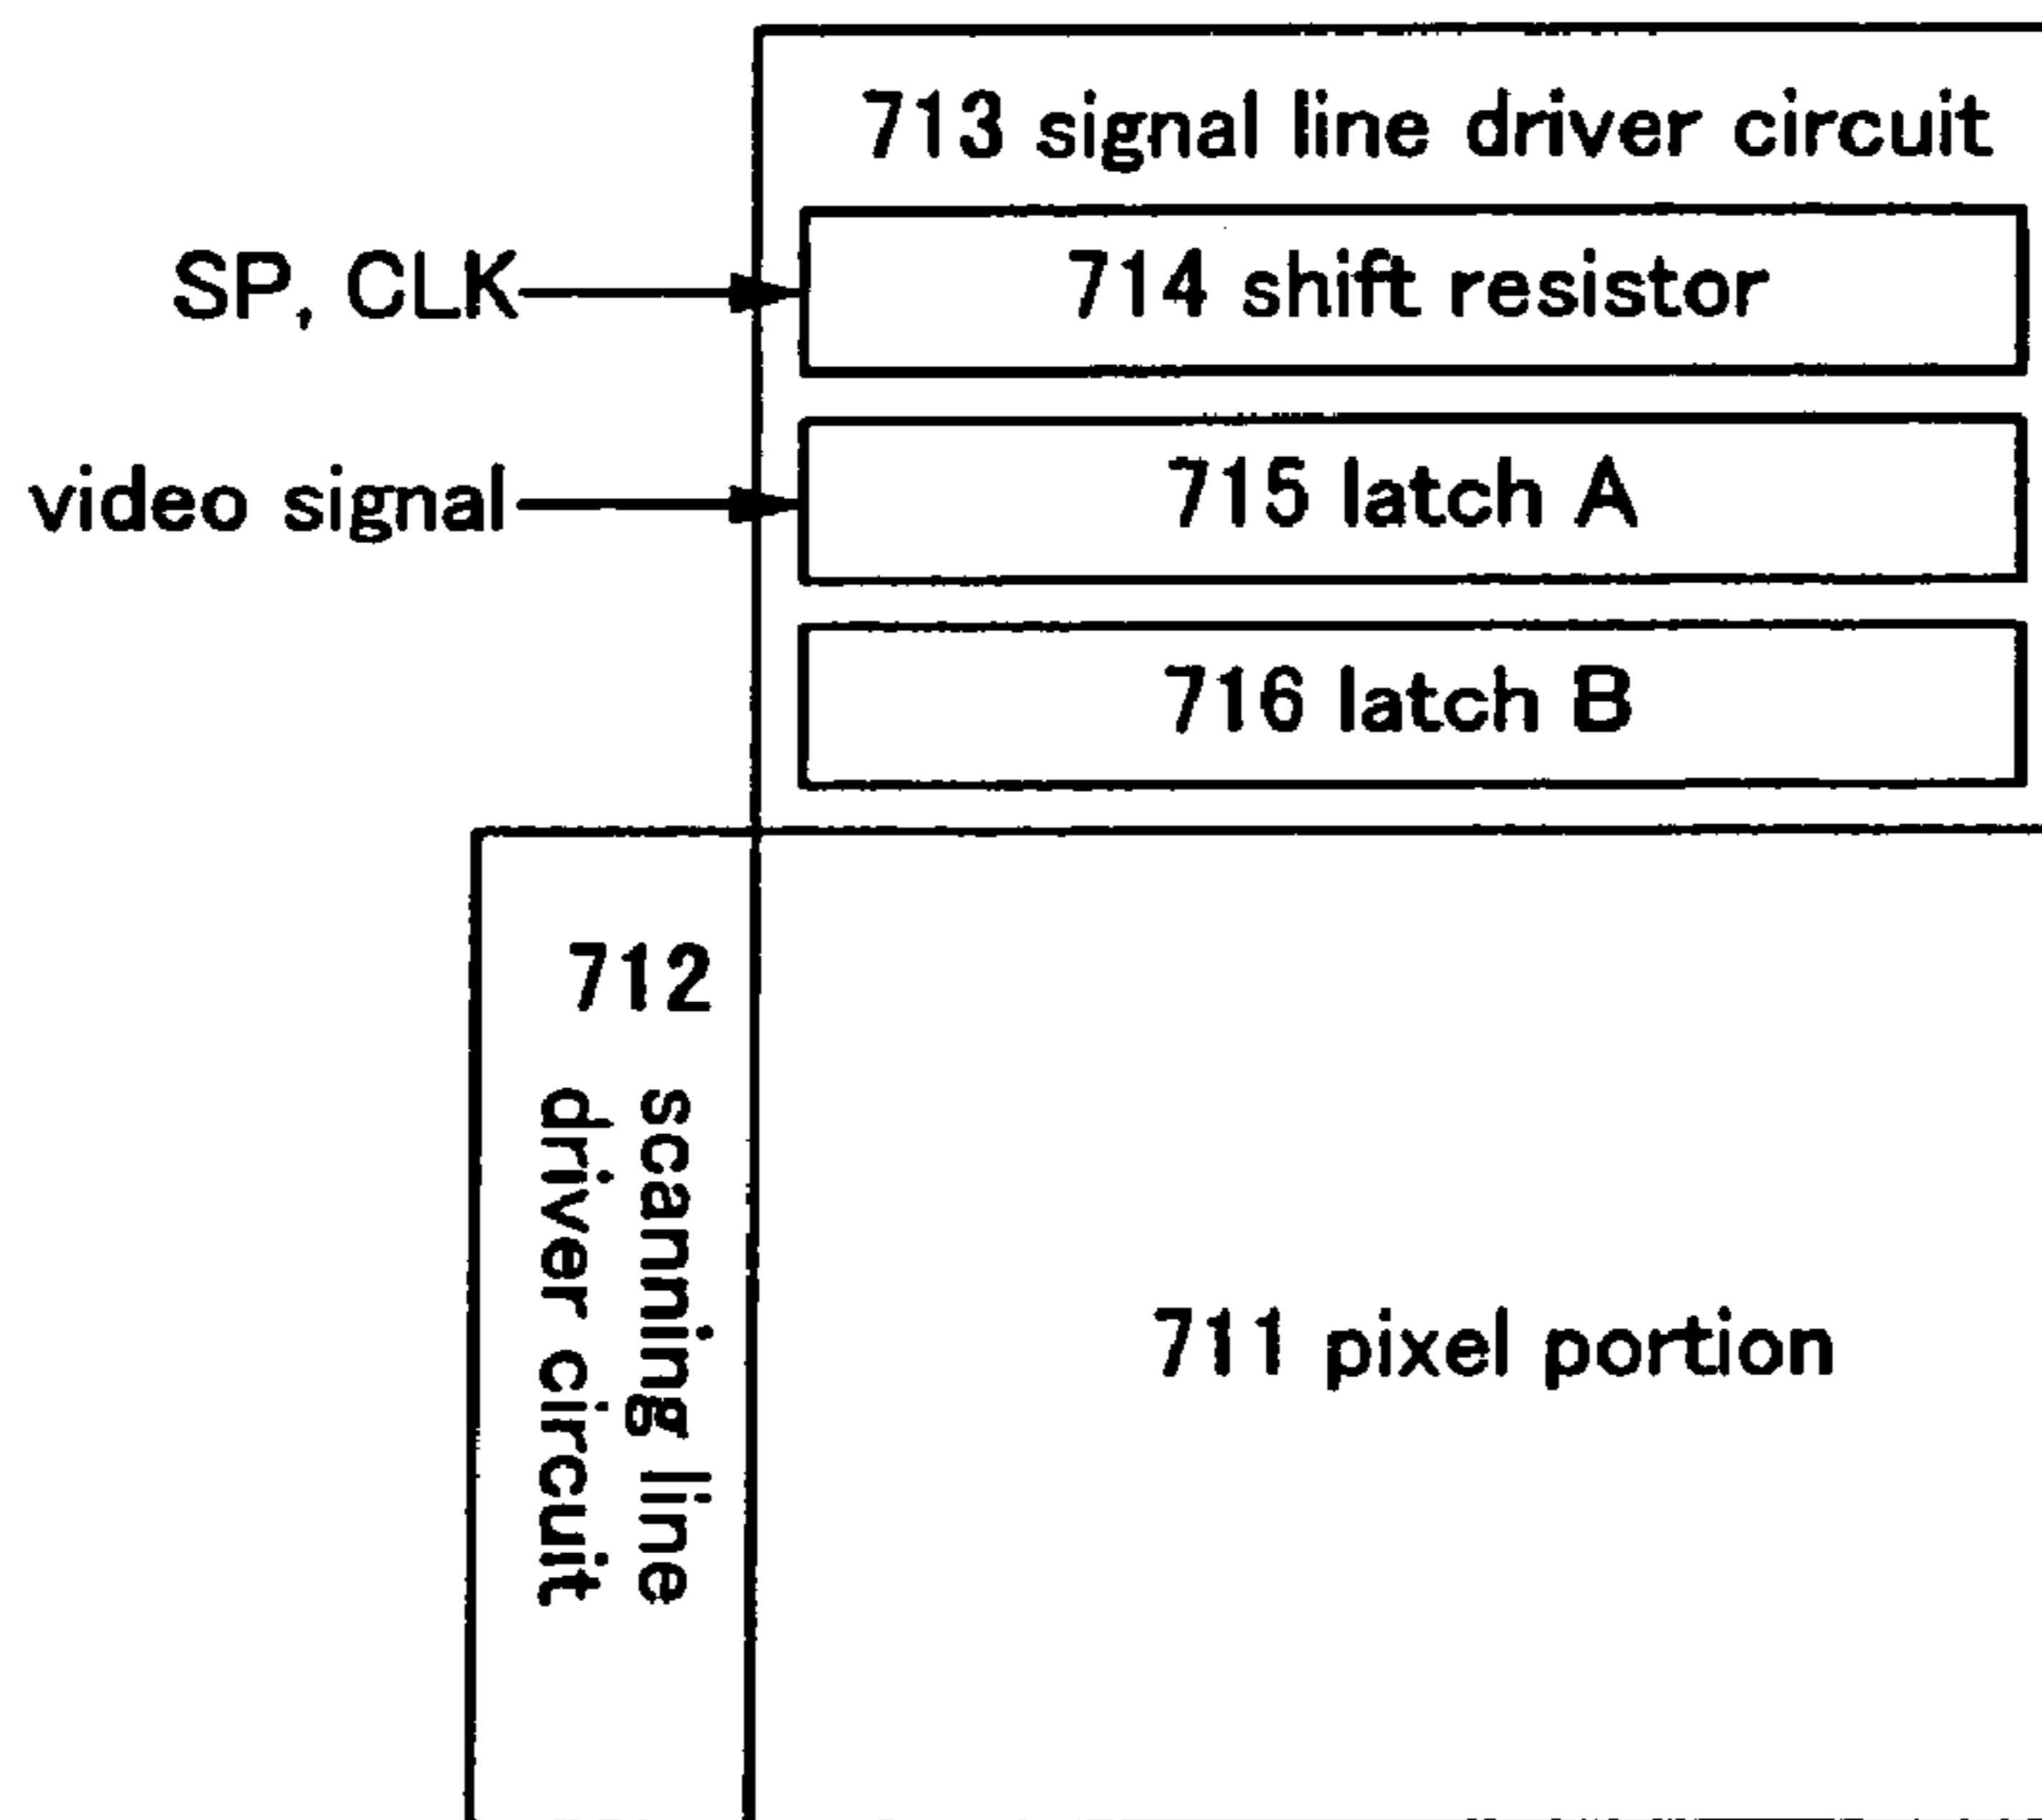 713 signal line driver circuit
SP, CLK
714 shift resistor
video signal
715 latch A
716 latch B
712
scanning line
driver circuit
711 pixel portion